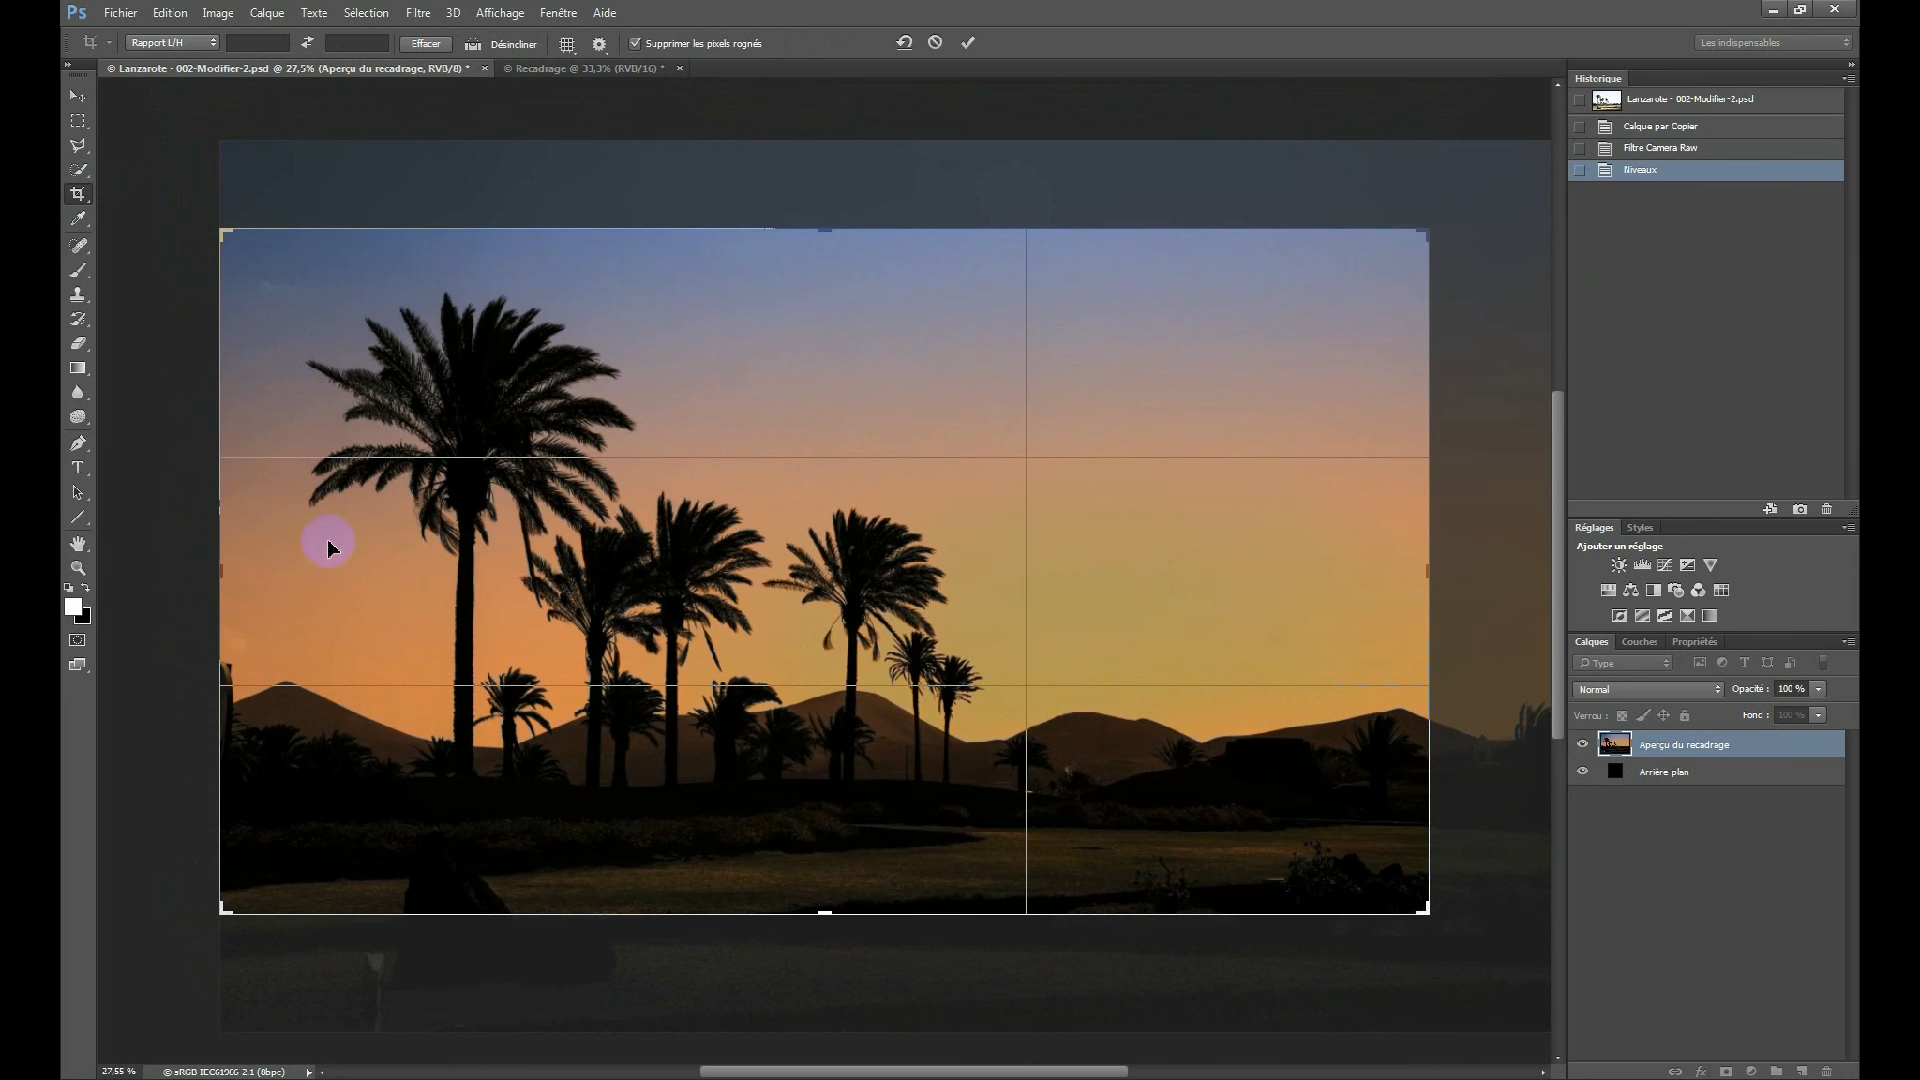 Ps Fichier Edition Image Calque Texte Sélection Filtre 3D Affichage Fenêtre Aide
Rapport L/H Effacer Désincliner Supprimer les pixels rognés Les indispensables
© Lanzarote - 002-Modifier-2.psd @ 27,5% (Aperçu du recadrage, RVB/8) * × © Recadrage @ 33,3% (RVB/16) * ×
Historique
Lanzarote - 002-Modifier-2.psd
Calque par Copier
Filtre Camera Raw
Niveaux
Réglages Styles
Ajouter un réglage
Calques Couches Propriétés
Type
Normal Opacité : 100 %
Verrou : Fond : 100 %
Aperçu du recadrage
Arrière plan
fx
27,55 % © sRGB IEC61966-2.1 (8bpc)